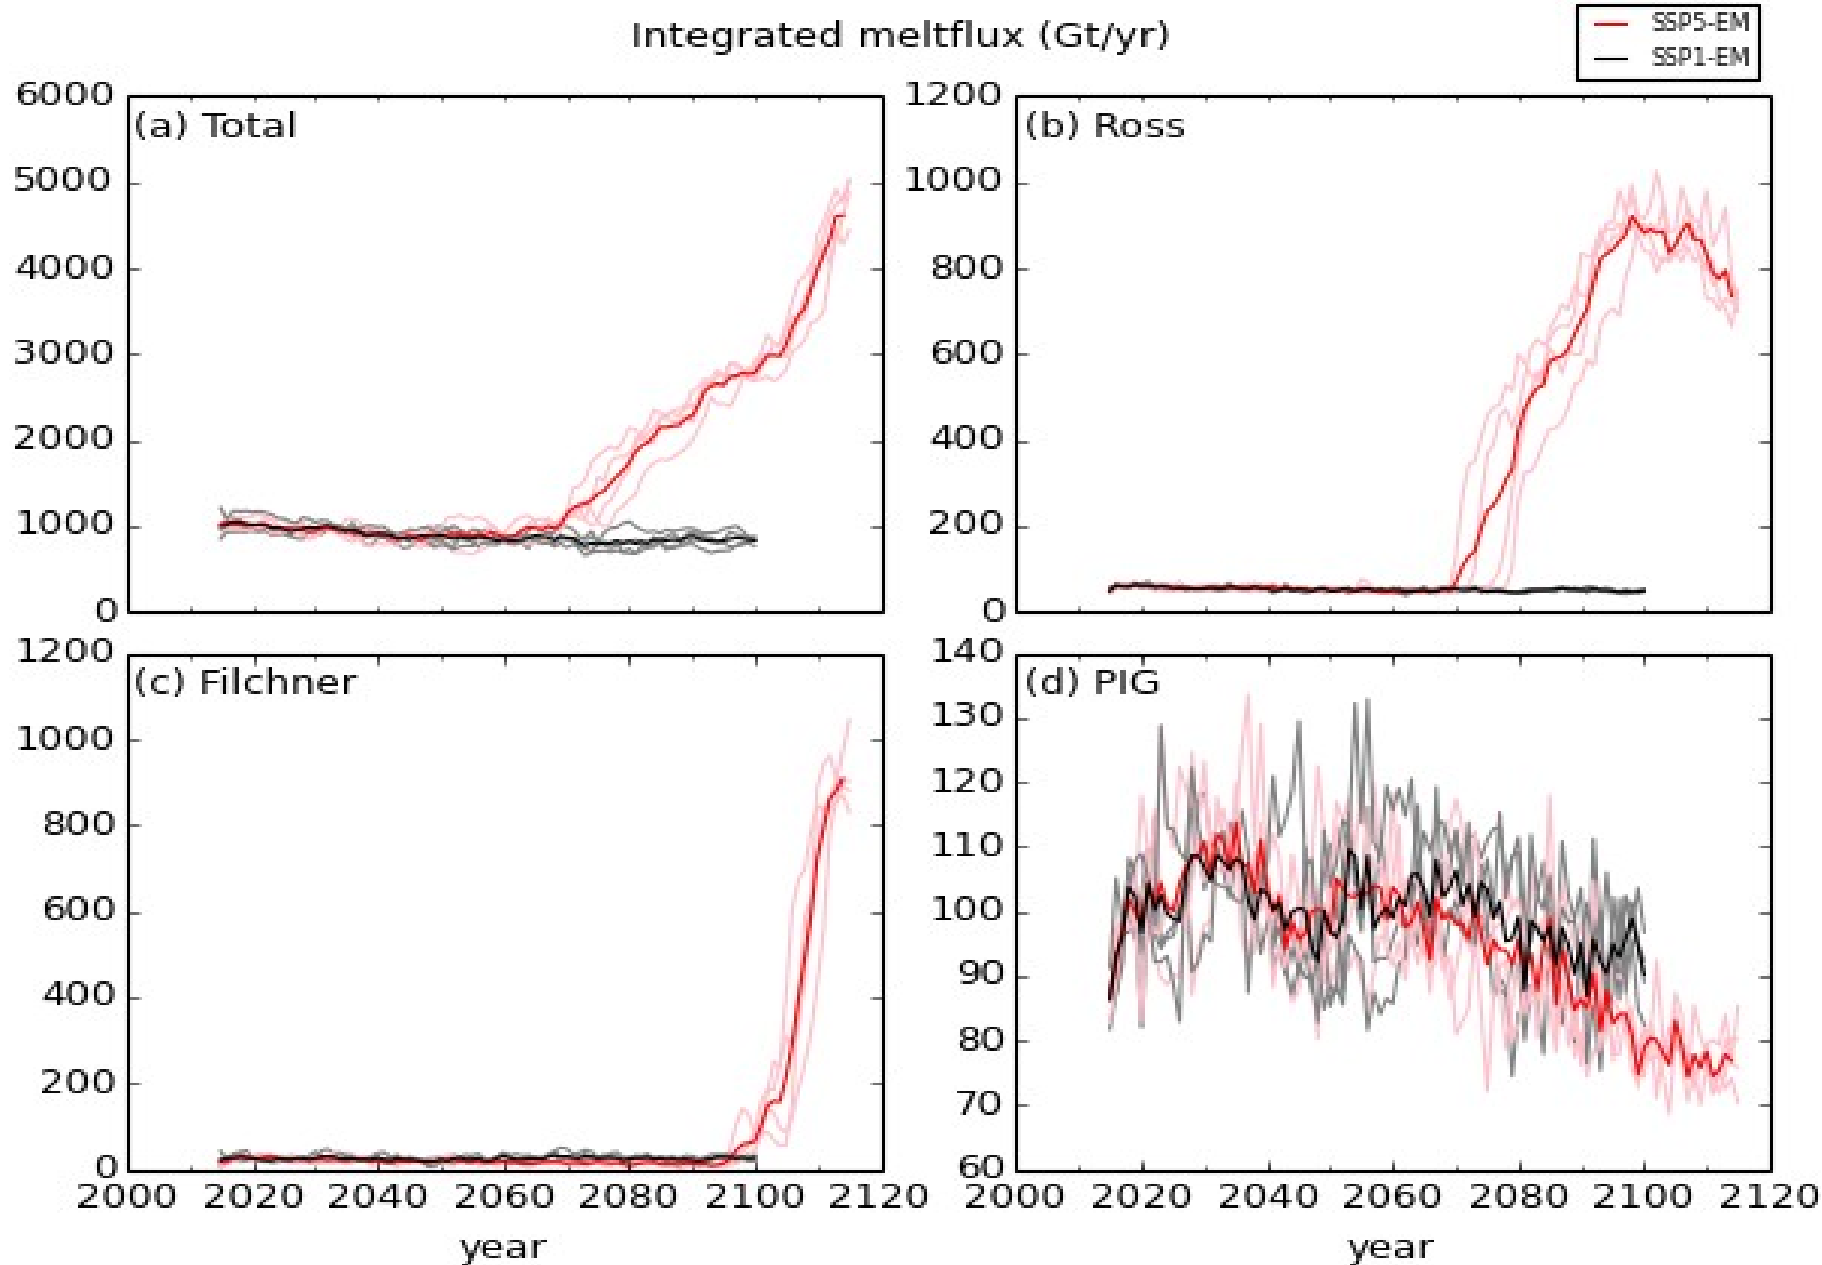 Integrated meltflux (Gt/yr)
SSP5-EM
SSP1-EM
(a) Total
6000
5000
4000
3000
2000
1000
0
(b) Ross
1200
1000
800
600
400
200
0
(c) Filchner
1200
1000
800
600
400
200
0
2000 2020 2040 2060 2080 2100 2120
year
(d) PIG
140
130
120
110
100
90
80
70
60
2000 2020 2040 2060 2080 2100 2120
year